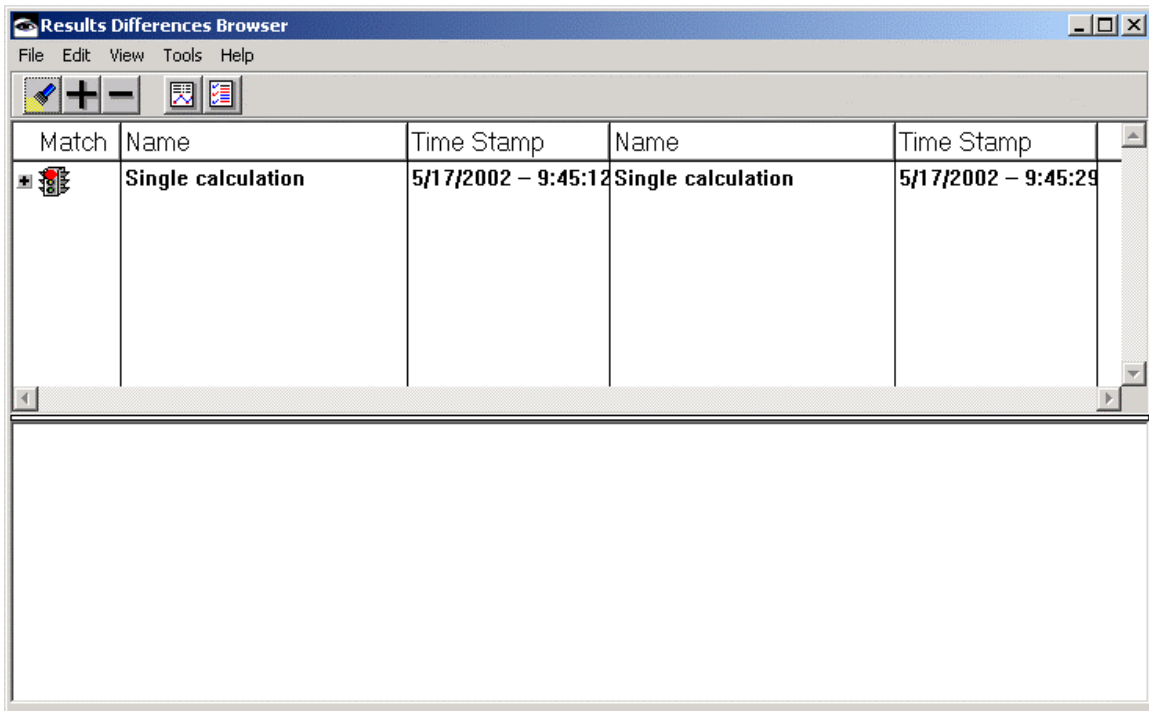 Results Differences Browser
File Edit View Tools Help
Match Name Time Stamp Name Time Stamp
Single calculation 5/17/2002 – 9:45:12 Single calculation 5/17/2002 – 9:45:29